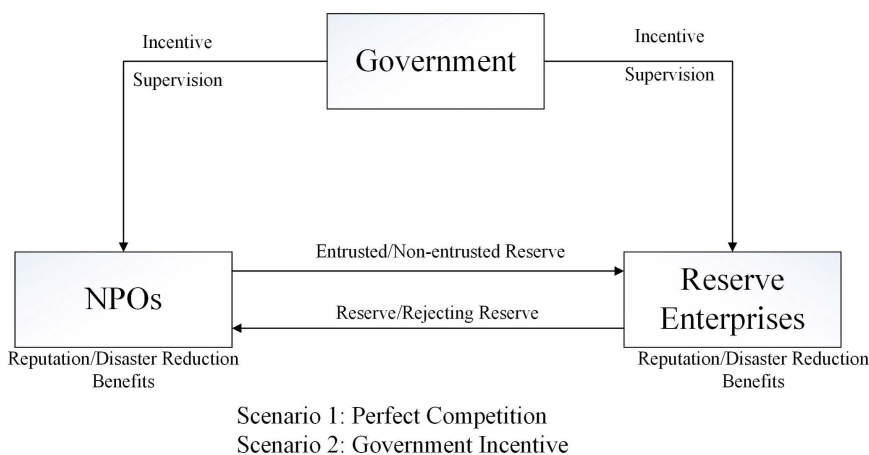 Incentive
Supervision
Government
Incentive
Supervision
NPOs
Reputation/Disaster Reduction
Benefits
Entrusted/Non-entrusted Reserve
Reserve/Rejecting Reserve
Reserve
Enterprises
Reputation/Disaster Reduction
Benefits
Scenario 1: Perfect Competition
Scenario 2: Government Incentive